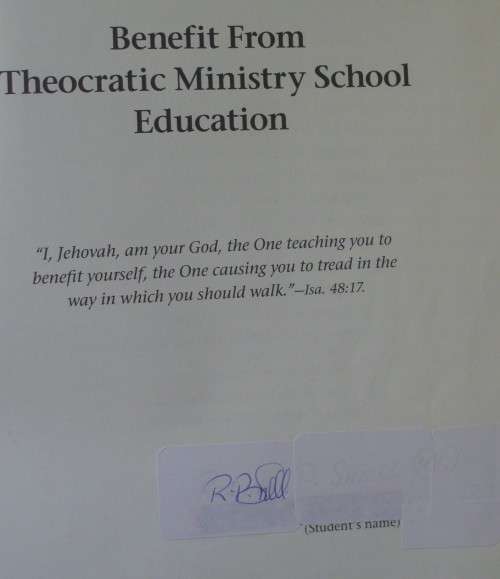 Benefit From
Theocratic Ministry School
Education
“I, Jehovah, am your God, the One teaching you to
benefit yourself, the One causing you to tread in the
way in which you should walk.”—Isa. 48:17.
(Student's name)